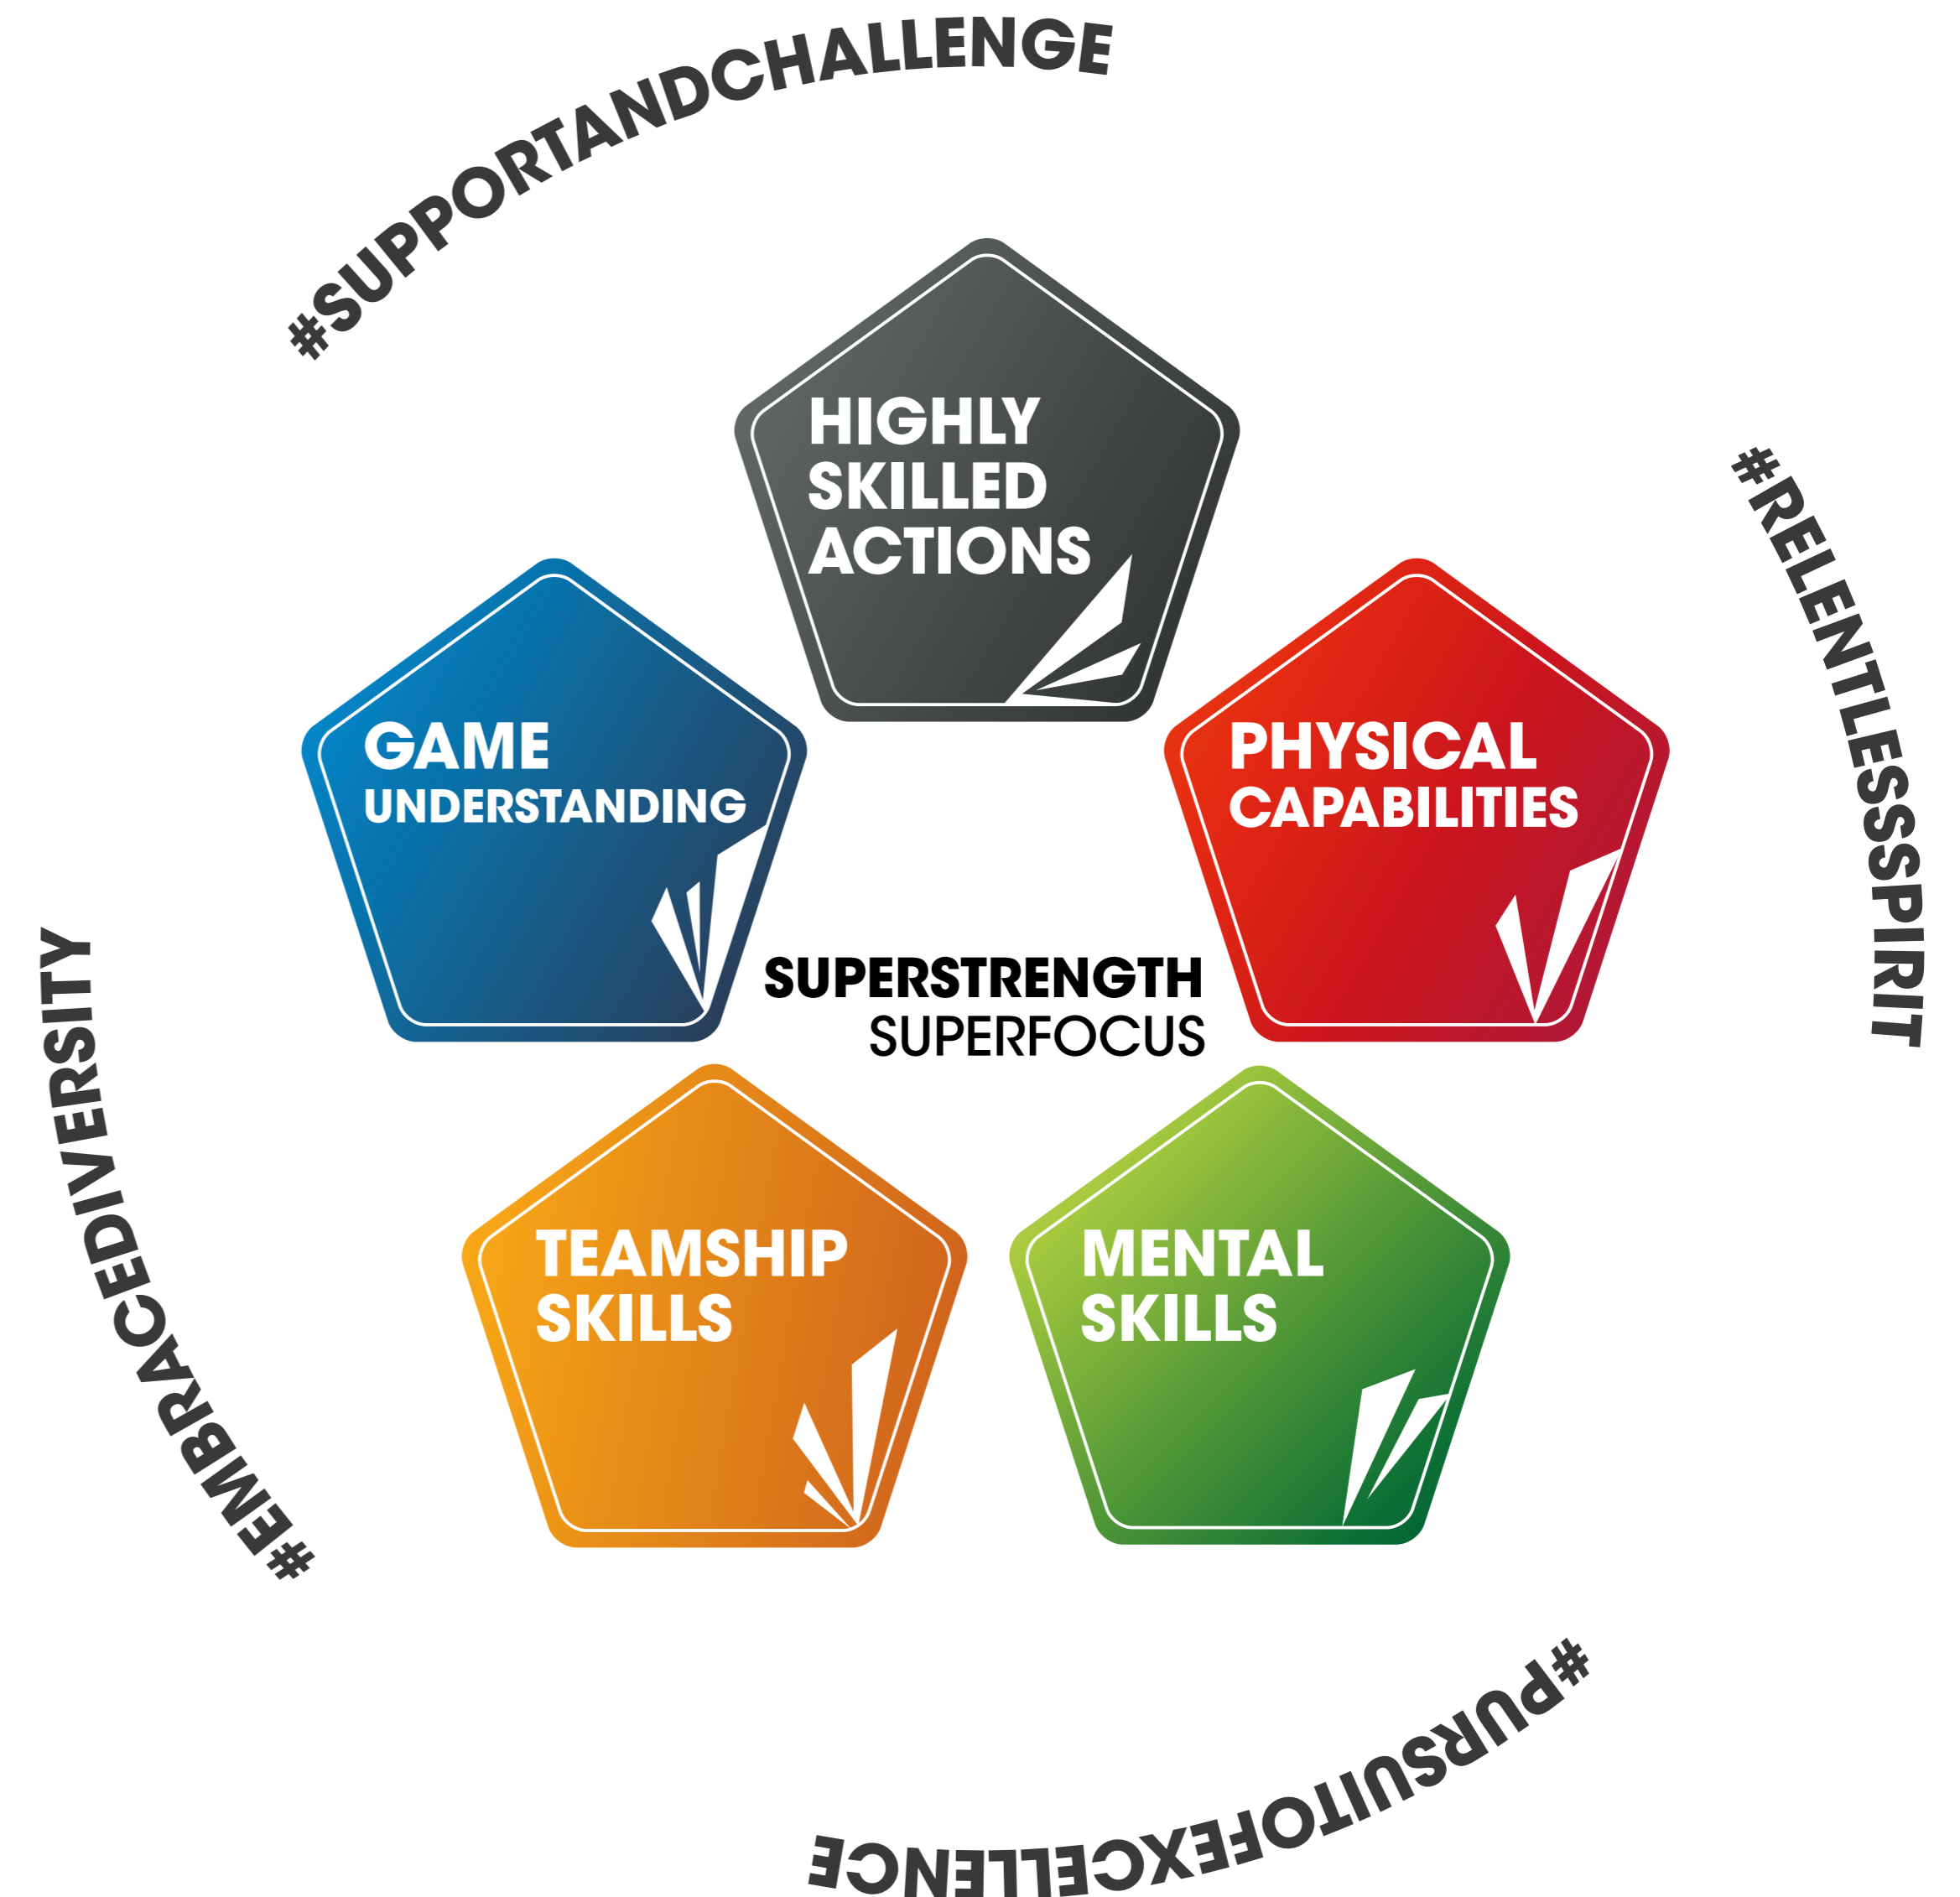 #SUPPORTANDCHALLENGE
HIGHLY
SKILLED
ACTIONS
#RELENTLESSSPIRIT
GAME
UNDERSTANDING
PHYSICAL
CAPABILITIES
SUPERSTRENGTH
SUPERFOCUS
#EMBRACEDIVERSITY
TEAMSHIP
SKILLS
MENTAL
SKILLS
#PURSUITOFEXCELLENCE